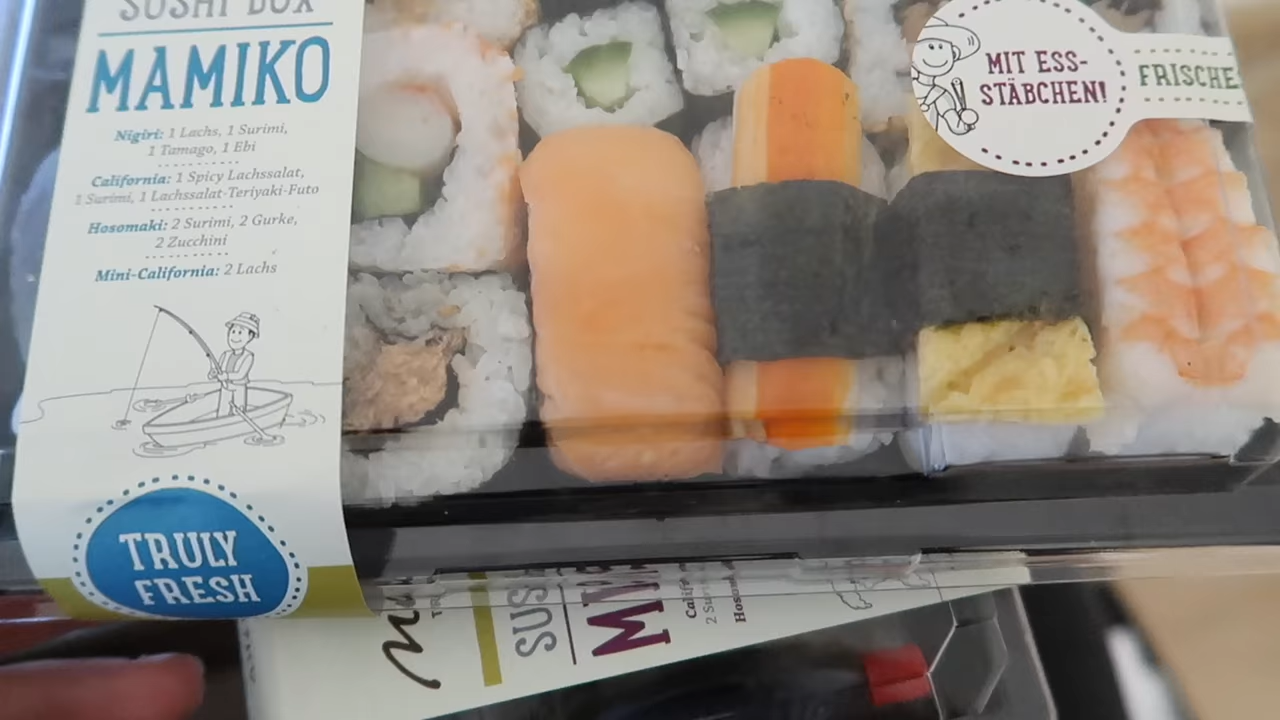 SUSHI BOX
MAMIKO
Nigiri: 1 Lachs, 1 Surimi,
1 Tamago, 1 Ebi
California: 1 Spicy Lachssalat,
1 Surimi, 1 Lachssalat-Teriyaki-Futo
Hosomaki: 2 Surimi, 2 Gurke,
2 Zucchini
Mini-California: 2 Lachs
TRULY
FRESH
MIT ESS-
STÄBCHEN!
FRISCHE